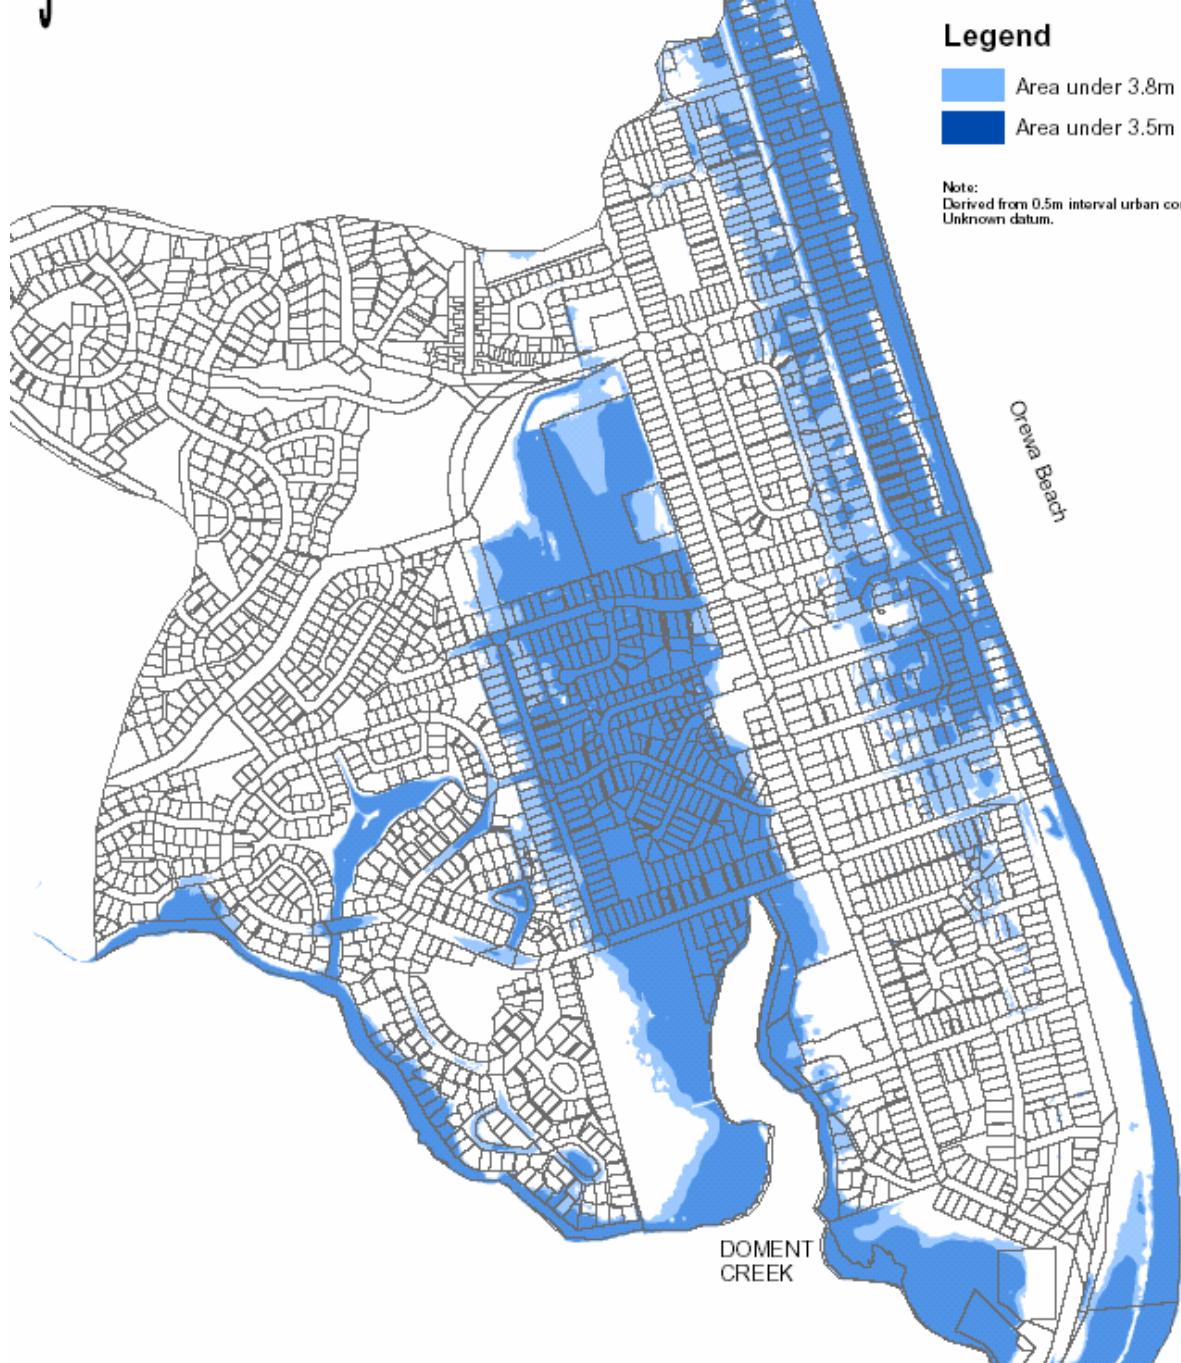 Legend
Area under 3.8m
Area under 3.5m
Note:
Derived from 0.5m interval urban
Unknown datum.
Orewa Beach
DOMENT
CREEK